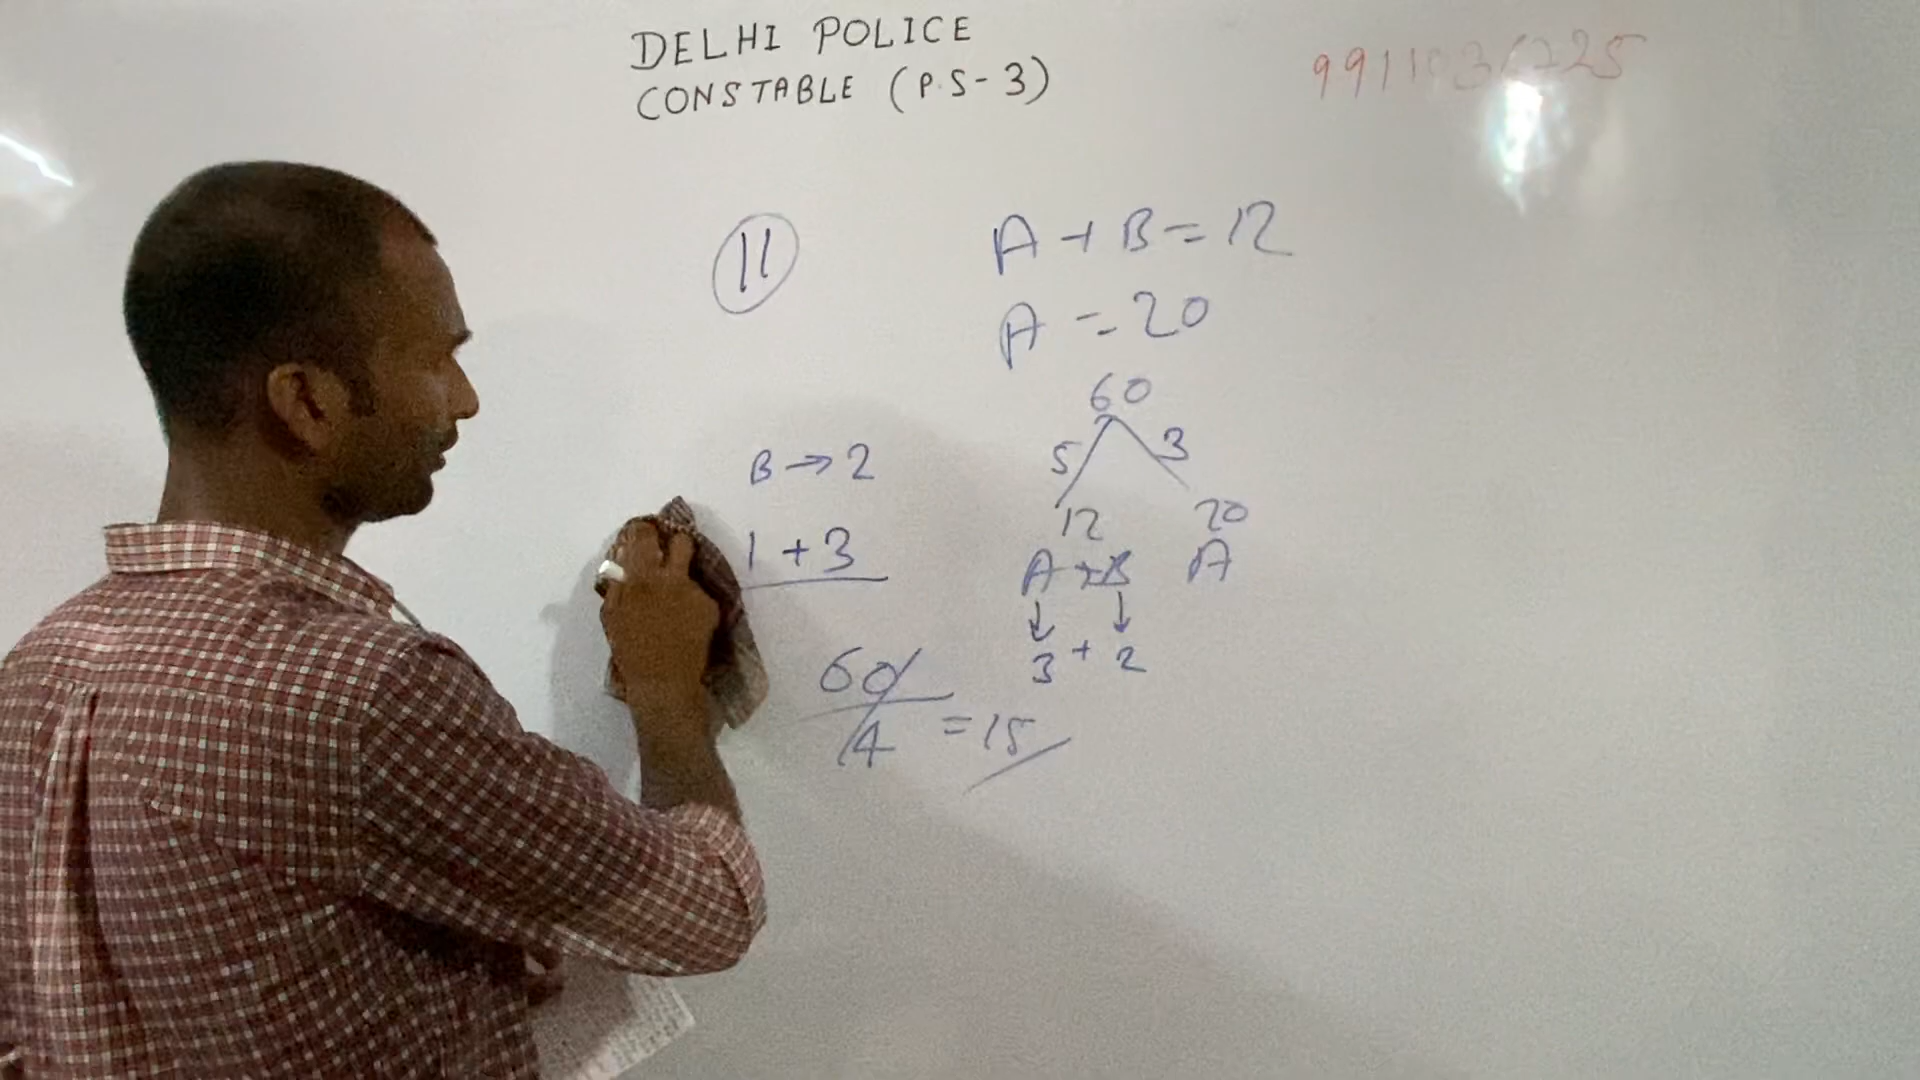 DELHI POLICE
CONSTABLE (P.S-3)
11
A + B = 12
A = 20
60
5 3
12 20
A + B A
3 + 2
B → 2
1 + 3
60/4 = 15